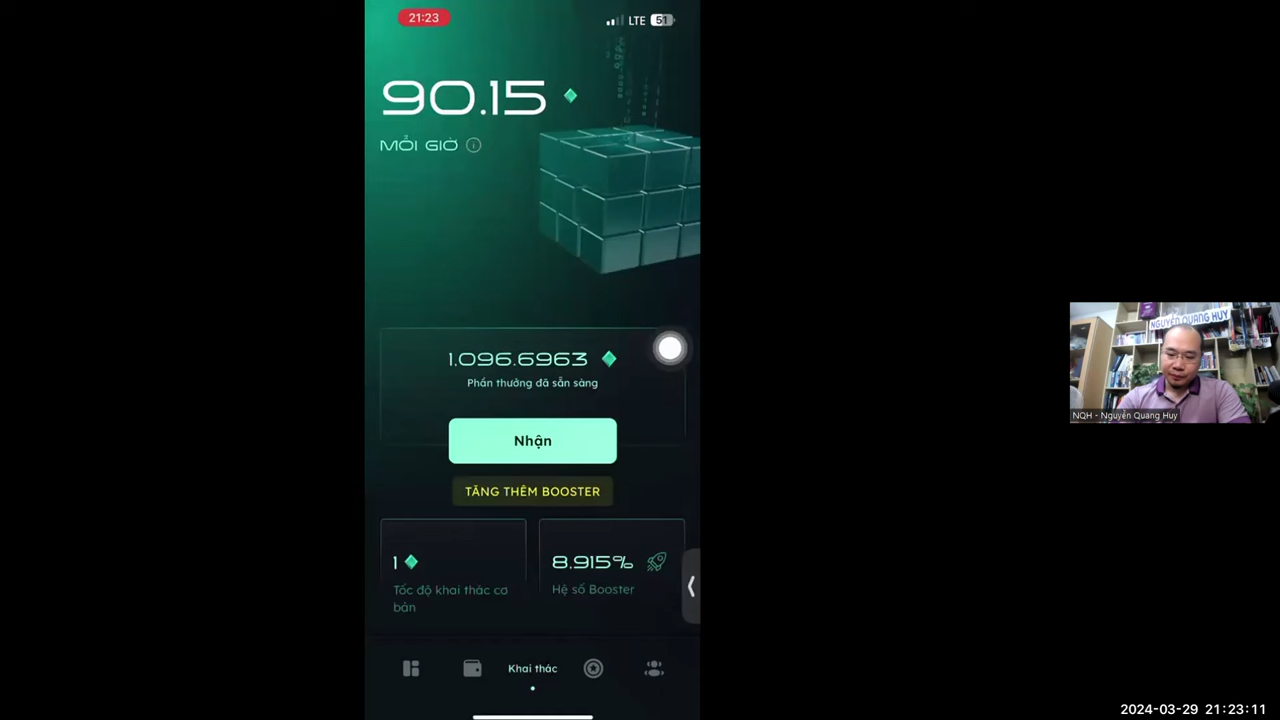 21:23
LTE 51
90.15
MỖI GIỜ
1.096.6963
Phần thưởng đã sẵn sàng
Nhận
TĂNG THÊM BOOSTER
1
Tốc độ khai thác cơ
bản
8.915%
Hệ số Booster
Khai thác
NGUYỄN QUANG HUY
NQH - Nguyễn Quang Huy
2024-03-29 21:23:11